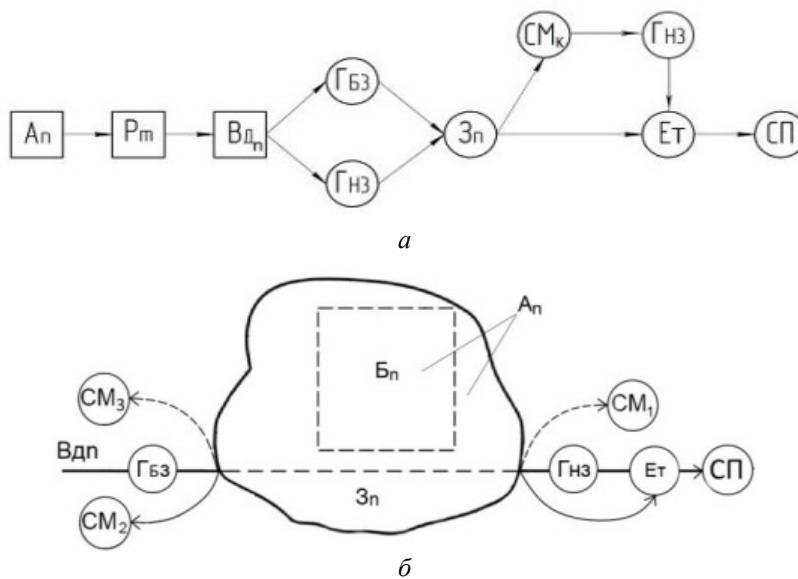 СМк Гнз
Гбз
Ап Рт Вдп Зп Ет СП
Гнз
а
Ап
Бп
СМ3 СМ1
Вдп
Гбз Гнз Ет СП
Зп
СМ2
б